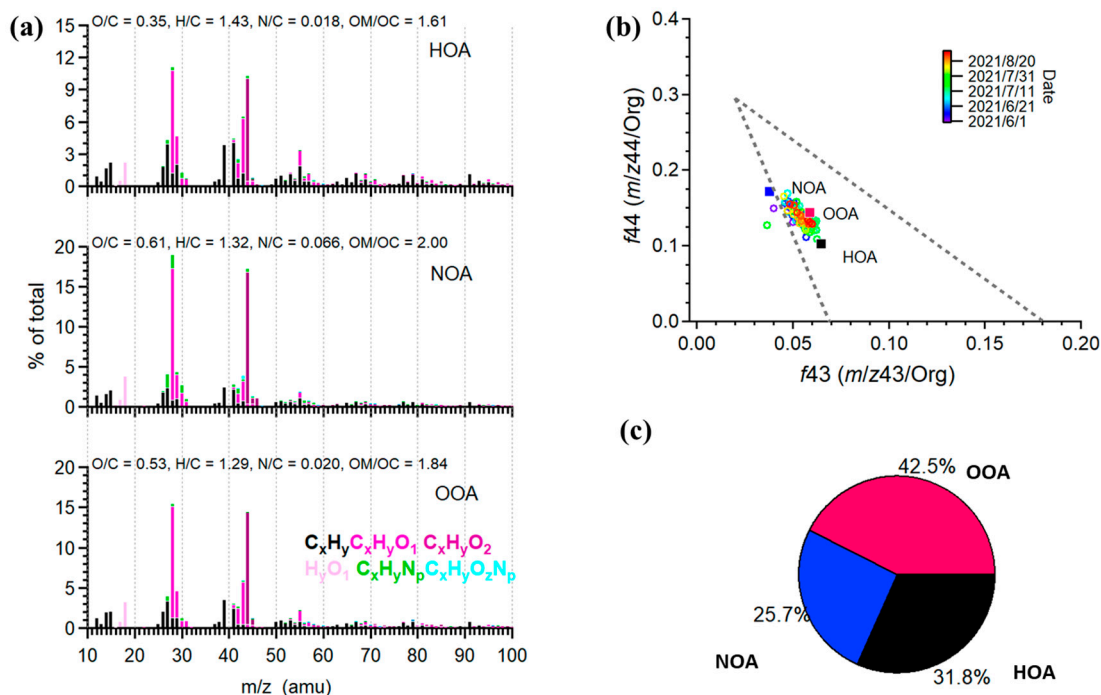 (a)
O/C = 0.35, H/C = 1.43, N/C = 0.018, OM/OC = 1.61
HOA
15
12
9
6
3
0
O/C = 0.61, H/C = 1.32, N/C = 0.066, OM/OC = 2.00
NOA
20
15
10
5
0
% of total
O/C = 0.53, H/C = 1.29, N/C = 0.020, OM/OC = 1.84
OOA
20
15
10
5
0
CxHy CxHyO1 CxHyO2
HyO1 CxHyNp CxHyOzNp
10 20 30 40 50 60 70 80 90 100
m/z (amu)
(b)
f44 (m/z44/Org)
0.4
0.3
0.2
0.1
0.0
2021/8/20
2021/7/31
2021/7/11
2021/6/21
2021/6/1
Date
NOA
OOA
HOA
0.00 0.05 0.10 0.15 0.20
f43 (m/z43/Org)
(c)
42.5% OOA
25.7%
NOA
31.8% HOA